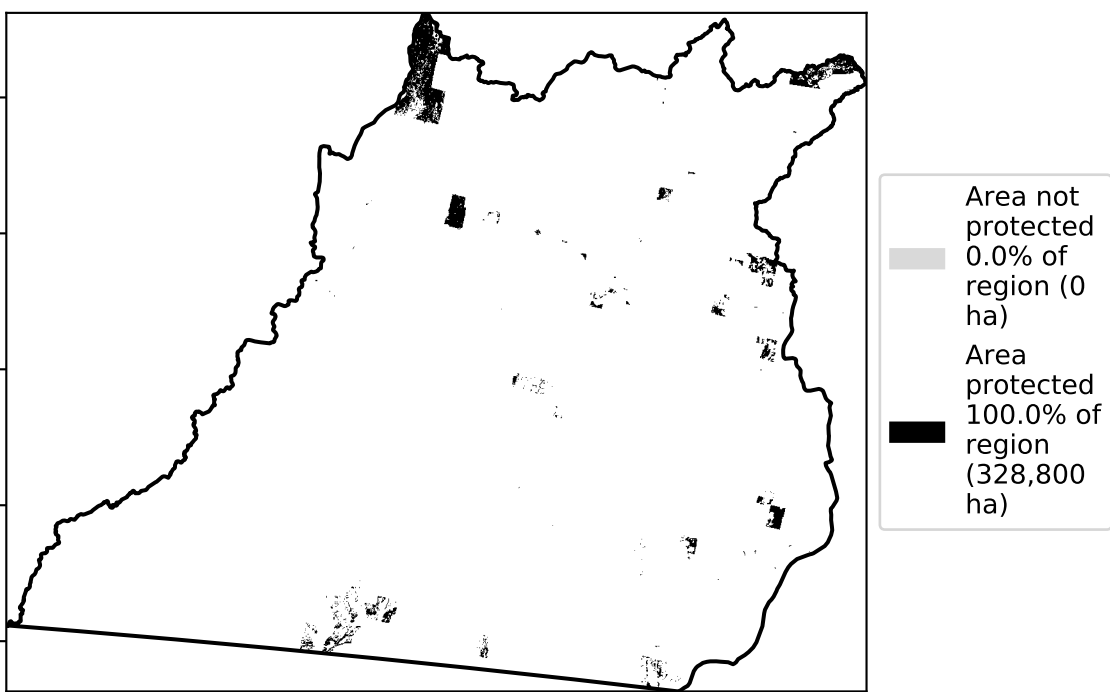 Area not
protected
0.0% of
region (0
ha)
Area
protected
100.0% of
region
(328,800
ha)